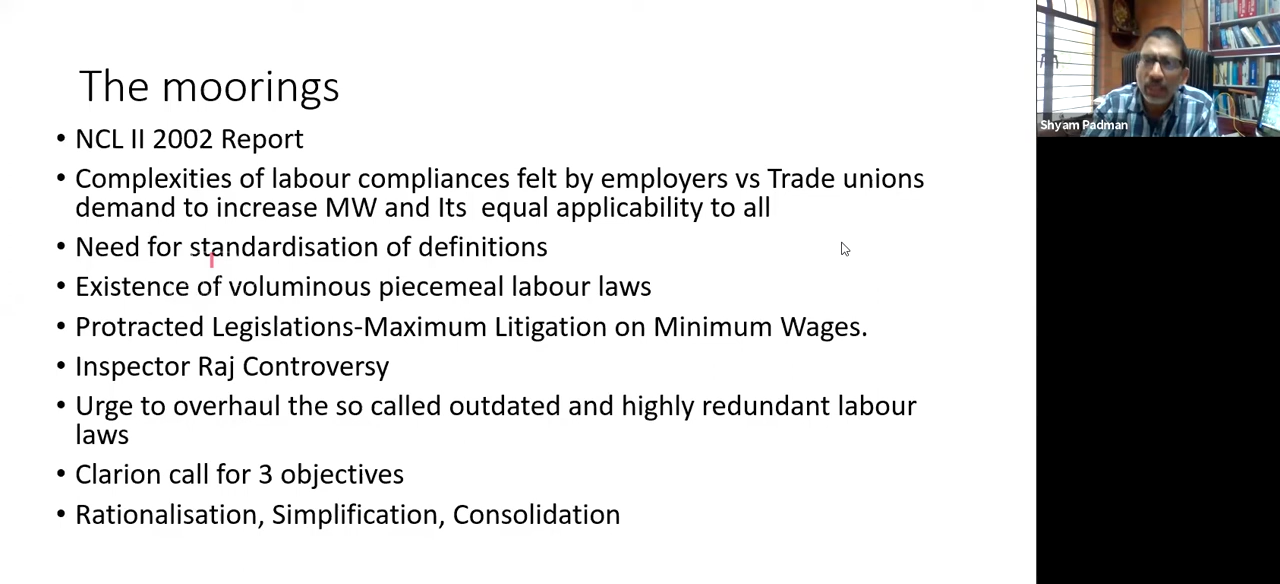 The moorings
• NCL II 2002 Report
• Complexities of labour compliances felt by employers vs Trade unions
demand to increase MW and Its  equal applicability to all
• Need for standardisation of definitions
• Existence of voluminous piecemeal labour laws
• Protracted Legislations-Maximum Litigation on Minimum Wages.
• Inspector Raj Controversy
• Urge to overhaul the so called outdated and highly redundant labour
laws
• Clarion call for 3 objectives
• Rationalisation, Simplification, Consolidation
Shyam Padman